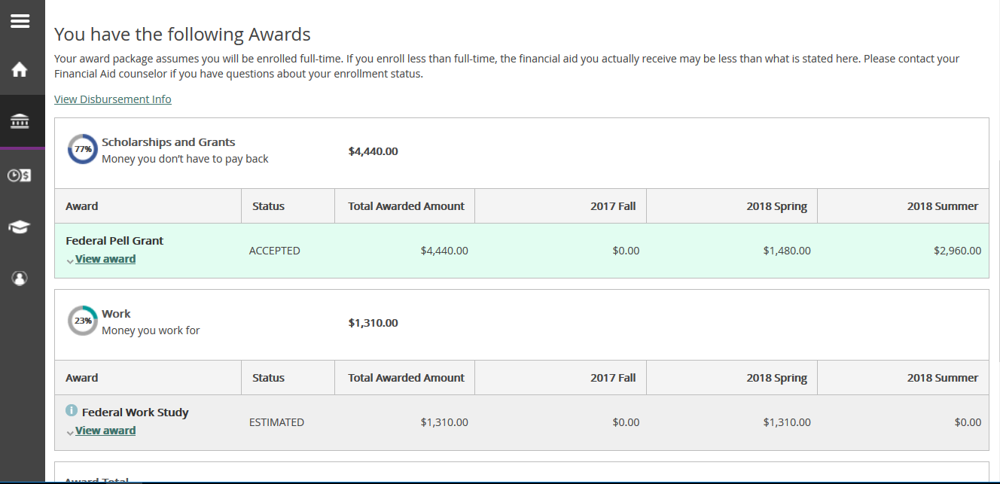 You have the following Awards
Your award package assumes you will be enrolled full-time. If you enroll less than full-time, the financial aid you actually receive may be less than what is stated here. Please contact your
Financial Aid counselor if you have questions about your enrollment status.
View Disbursement Info
77% Scholarships and Grants $4,440.00
Money you don’t have to pay back
Award Status Total Awarded Amount 2017 Fall 2018 Spring 2018 Summer
Federal Pell Grant ACCEPTED $4,440.00 $0.00 $1,480.00 $2,960.00
View award
23% Work $1,310.00
Money you work for
Award Status Total Awarded Amount 2017 Fall 2018 Spring 2018 Summer
Federal Work Study ESTIMATED $1,310.00 $0.00 $1,310.00 $0.00
View award
Award Total